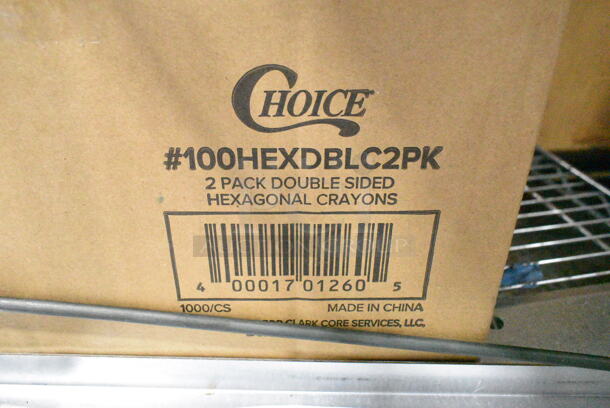 CHOICE
#100HEXDBLC2PK
2 PACK DOUBLE SIDED
HEXAGONAL CRAYONS
4 00017 01260 5
1000/CS MADE IN CHINA
CLARK CORE SERVICES, LLC,